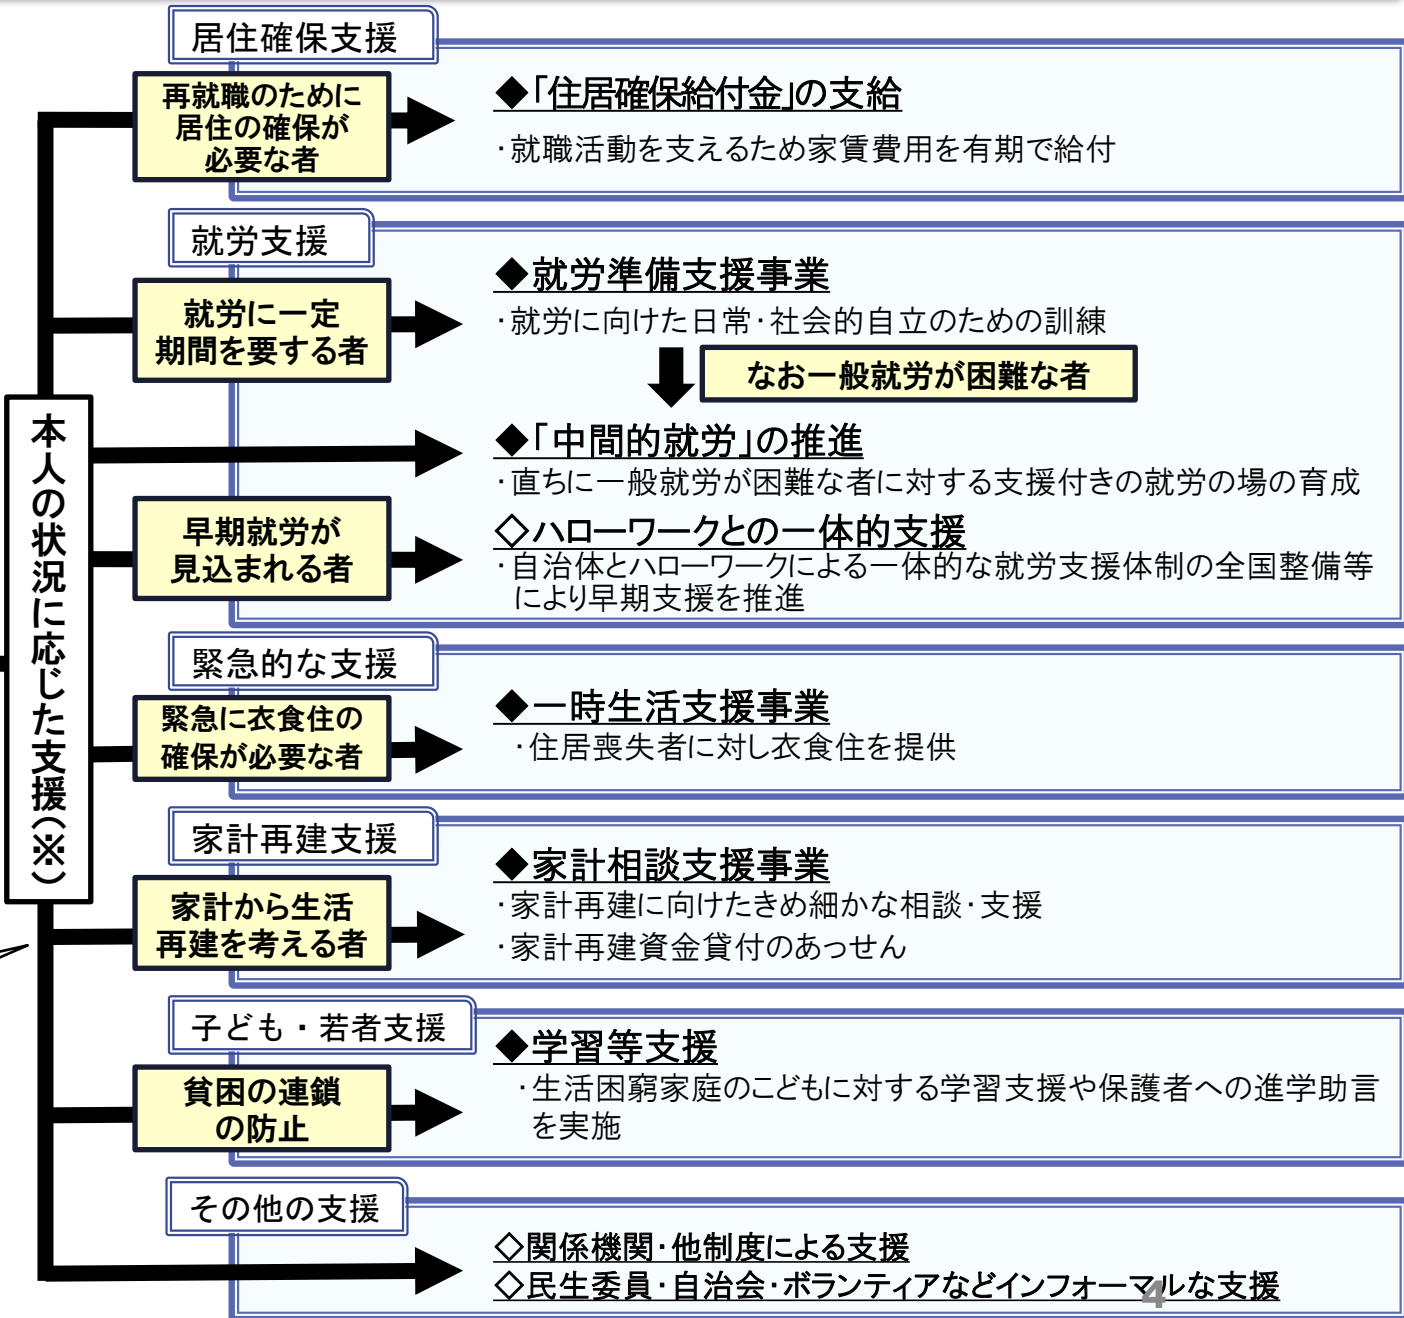 居住確保支援
再就職のために
居住の確保が
必要な者
◆「住居確保給付金」の支給
・就職活動を支えるため家賃費用を有期で給付
就労支援
就労に一定
期間を要する者
◆就労準備支援事業
・就労に向けた日常・社会的自立のための訓練
なお一般就労が困難な者
本人の状況に応じた支援(※)
◆「中間的就労」の推進
・直ちに一般就労が困難な者に対する支援付きの就労の場の育成
早期就労が
見込まれる者
◇ハローワークとの一体的支援
・自治体とハローワークによる一体的な就労支援体制の全国整備等
により早期支援を推進
緊急的な支援
緊急に衣食住の
確保が必要な者
◆一時生活支援事業
・住居喪失者に対し衣食住を提供
家計再建支援
家計から生活
再建を考える者
◆家計相談支援事業
・家計再建に向けたきめ細かな相談・支援
・家計再建資金貸付のあっせん
子ども・若者支援
貧困の連鎖
の防止
◆学習等支援
・生活困窮家庭のこどもに対する学習支援や保護者への進学助言
を実施
その他の支援
◇関係機関・他制度による支援
◇民生委員・自治会・ボランティアなどインフォーマルな支援
4